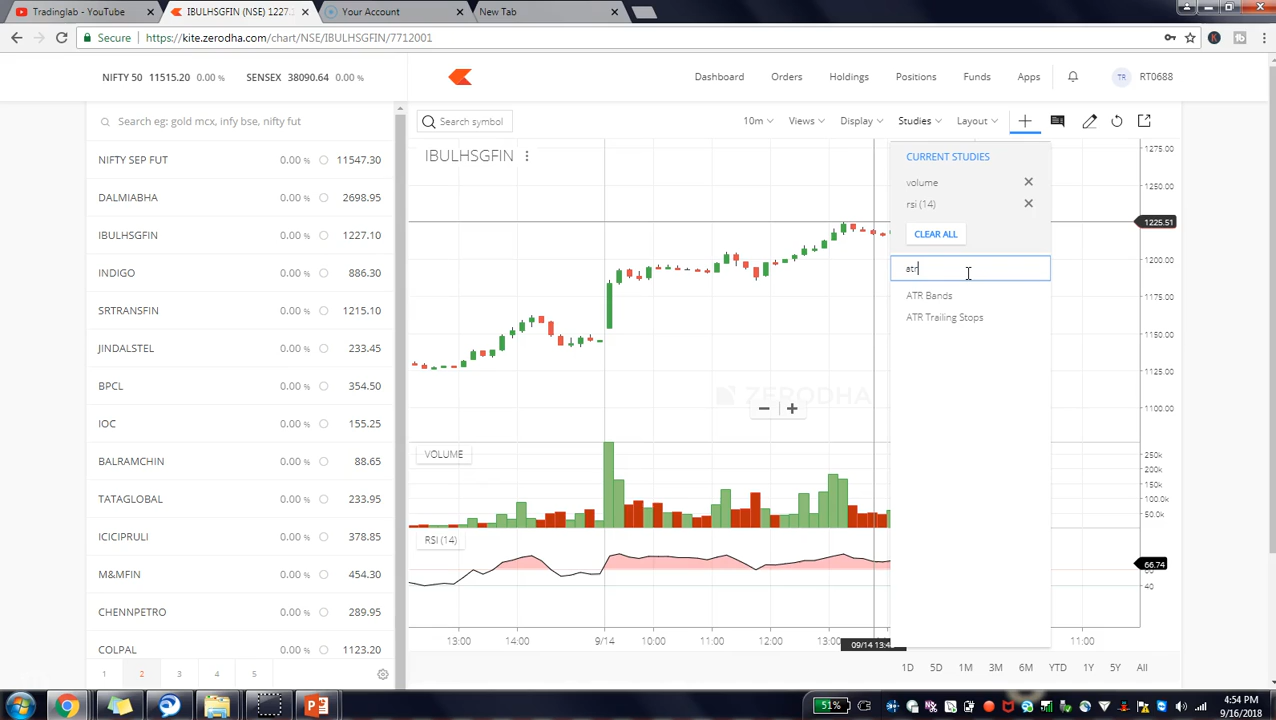 Tradinglab - YouTube
IBULHSGFIN (NSE) 1227.1
Your Account
New Tab
Secure
https://kite.zerodha.com/chart/NSE/IBULHSGFIN/7712001
NIFTY 50 11515.20 0.00 %
SENSEX 38090.64 0.00 %
Dashboard
Orders
Holdings
Positions
Funds
Apps
TR
RT0688
Search eg: gold mcx, infy bse, nifty fut
NIFTY SEP FUT 0.00 % 11547.30
DALMIABHA 0.00 % 2698.95
IBULHSGFIN 0.00 % 1227.10
INDIGO 0.00 % 886.30
SRTRANSFIN 0.00 % 1215.10
JINDALSTEL 0.00 % 233.45
BPCL 0.00 % 354.50
IOC 0.00 % 155.25
BALRAMCHIN 0.00 % 88.65
TATAGLOBAL 0.00 % 233.95
ICICIPRULI 0.00 % 378.85
M&MFIN 0.00 % 454.30
CHENNPETRO 0.00 % 289.95
COLPAL 0.00 % 1123.20
1 2 3 4 5
Search symbol
10m
Views
Display
Studies
Layout
IBULHSGFIN
CURRENT STUDIES
volume
rsi (14)
CLEAR ALL
atr
ATR Bands
ATR Trailing Stops
1275.00
1250.00
1225.51
1200.00
1175.00
1150.00
1125.00
1100.00
ZERODHA
VOLUME
250k
200k
150k
100.0k
50.0k
RSI (14)
66.74
40
13:00 14:00 9/14 10:00 11:00 12:00 13:00 11:00
1D 5D 1M 3M 6M YTD 1Y 5Y All
51%
4:54 PM
9/16/2018